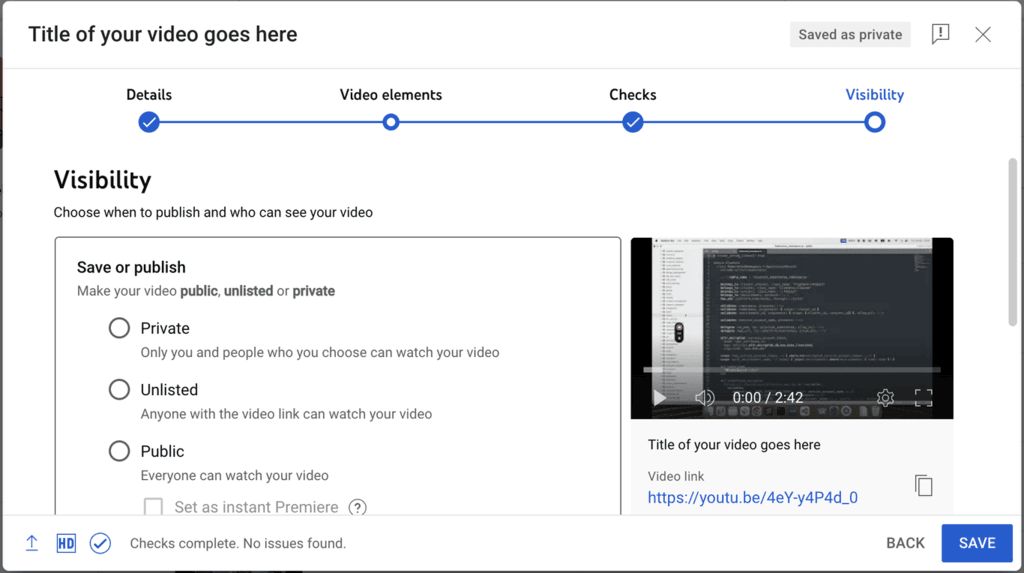 Title of your video goes here
Saved as private
Details
Video elements
Checks
Visibility
Visibility
Choose when to publish and who can see your video
Save or publish
Make your video public, unlisted or private
Private
Only you and people who you choose can watch your video
Unlisted
Anyone with the video link can watch your video
Public
Everyone can watch your video
Set as instant Premiere
0:00 / 2:42
Title of your video goes here
Video link
https://youtu.be/4eY-y4P4d_0
HD
Checks complete. No issues found.
BACK
SAVE